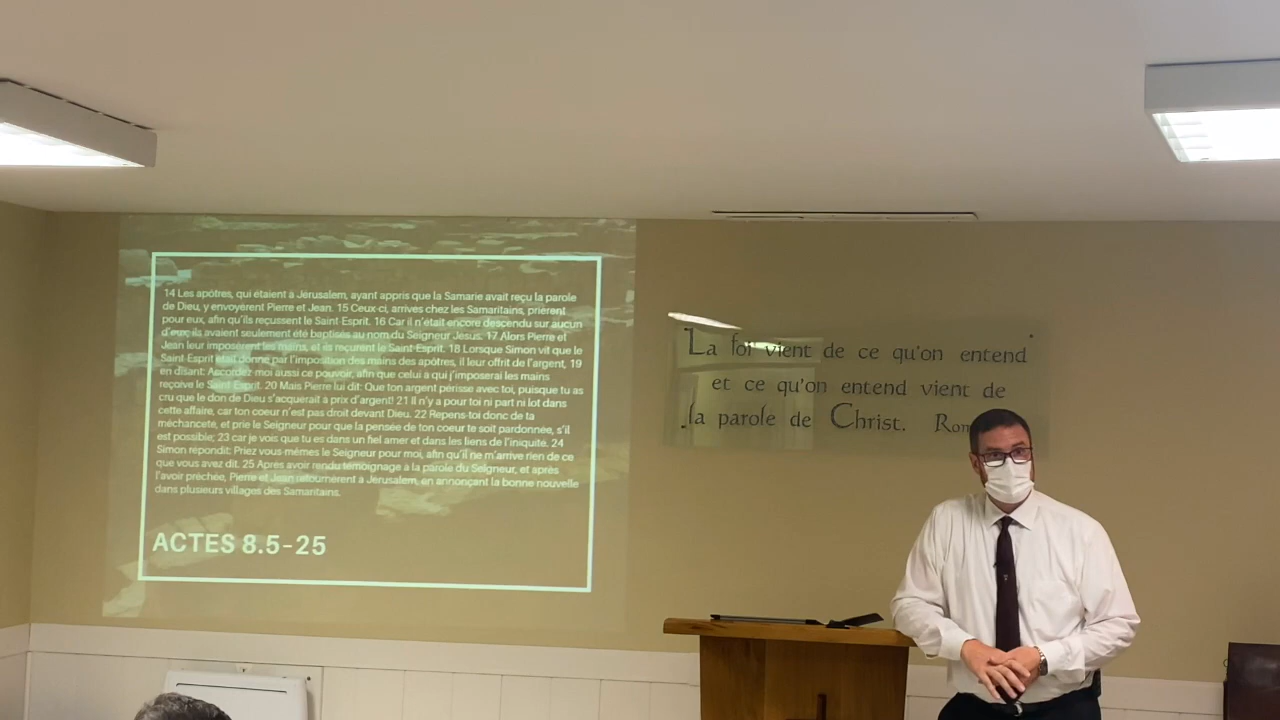 14 Les apôtres, qui étaient à Jérusalem, ayant appris que la Samarie avait reçu la parole
de Dieu, y envoyèrent Pierre et Jean. 15 Ceux-ci, arrivés chez les Samaritains, prièrent
pour eux, afin qu'ils reçussent le Saint-Esprit. 16 Car il n'était encore descendu sur aucun
d'eux; ils avaient seulement été baptisés au nom du Seigneur Jésus. 17 Alors Pierre et
Jean leur imposèrent les mains, et ils reçurent le Saint-Esprit. 18 Lorsque Simon vit que le
Saint-Esprit était donné par l'imposition des mains des apôtres, il leur offrit de l'argent, 19
en disant: Accordez-moi aussi ce pouvoir, afin que celui à qui j'imposerai les mains
reçoive le Saint-Esprit. 20 Mais Pierre lui dit: Que ton argent périsse avec toi, puisque tu as
cru que le don de Dieu s'acquérait à prix d'argent! 21 Il n'y a pour toi ni part ni lot dans
cette affaire, car ton coeur n'est pas droit devant Dieu. 22 Repens-toi donc de ta
méchanceté, et prie le Seigneur pour que la pensée de ton coeur te soit pardonnée, s'il
est possible; 23 car je vois que tu es dans un fiel amer et dans les liens de l'iniquité. 24
Simon répondit: Priez vous-mêmes le Seigneur pour moi, afin qu'il ne m'arrive rien de ce
que vous avez dit. 25 Après avoir rendu témoignage à la parole du Seigneur, et après
l'avoir prêchée, Pierre et Jean retournèrent à Jérusalem, en annonçant la bonne nouvelle
dans plusieurs villages des Samaritains.
ACTES 8.5-25
La foi vient de ce qu'on entend
et ce qu'on entend vient de
la parole de Christ. Rom